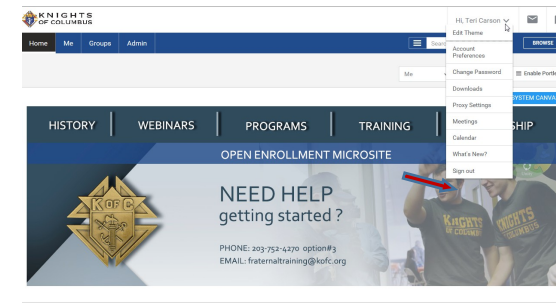 KNIGHTS
OF COLUMBUS
Hi, Teri Carson
Home Me Groups Admin
BROWSE
Me
Edit Theme
Account
Preferences
Change Password
Downloads
Proxy Settings
Meetings
Calendar
What's New?
Sign out
Enable Portle
SYSTEM CANVA
HISTORY WEBINARS PROGRAMS TRAINING SHIP
OPEN ENROLLMENT MICROSITE
K OF C
NEED HELP
getting started ?
PHONE: 203-752-4270 option#3
EMAIL: fraternaltraining@kofc.org
KNIGHTS
OF COLUMBUS
KNIGHTS
COLUMBUS